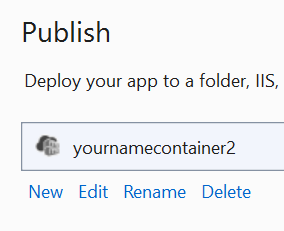 Publish
Deploy your app to a folder, IIS,
yournamecontainer2
New Edit Rename Delete